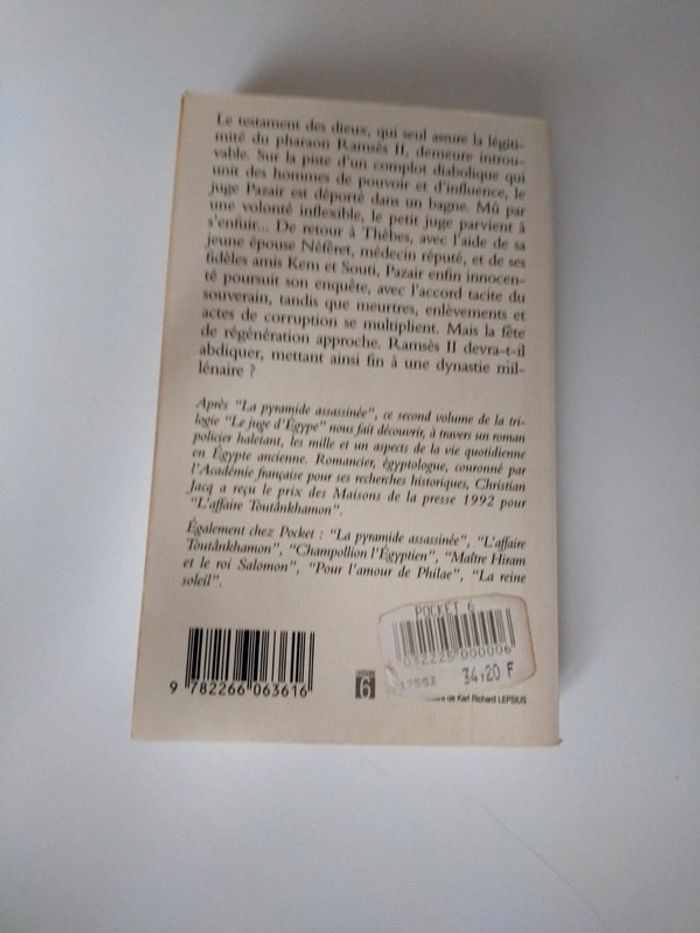 Le testament des dieux, qui seul assure la légiti-
mité du pharaon Ramsès II, demeure introu-
vable. Sur la piste d'un complot diabolique qui
unit des hommes de pouvoir et d'influence, le
juge Pazair est déporté dans un bagne. Mû par
une volonté inflexible, le petit juge parvient à
s'enfuir... De retour à Thèbes, avec l'aide de sa
jeune épouse Néféret, médecin réputé, et de ses
fidèles amis Kem et Souti, Pazair enfin innocen-
té poursuit son enquête, avec l'accord tacite du
souverain, tandis que meurtres, enlèvements et
actes de corruption se multiplient. Mais la fête
de régénération approche. Ramsès II devra-t-il
abdiquer, mettant ainsi fin à une dynastie mil-
lénaire ?
Après "La pyramide assassinée", ce second volume de la tri-
logie "Le juge d'Égype" nous fait découvrir, à travers un roman
policier haletant, les mille et un aspects de la vie quotidienne
en Égypte ancienne. Romancier, égyptologue, couronné par
l'Académie française pour ses recherches historiques, Christian
Jacq a reçu le prix des Maisons de la presse 1992 pour
"L'affaire Toutânkhamon".
Également chez Pocket : "La pyramide assassinée", "L'affaire
Toutânkhamon", "Champollion l'Égyptien", "Maître Hiram
et le roi Salomon", "Pour l'amour de Philae", "La reine
soleil".
POCKET 6
032225 000006
34,20 F
9 782266 063616
6
de Karl Richard LEPSIUS